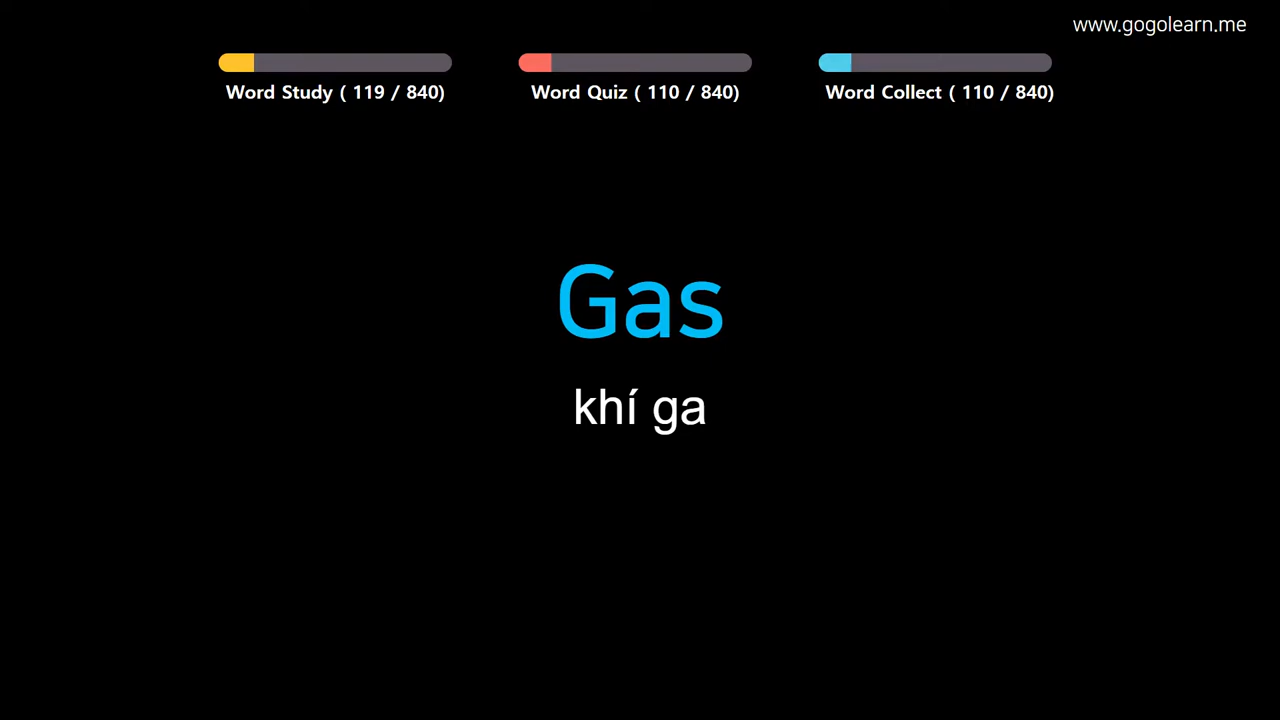 www.gogolearn.me
Word Study ( 119 / 840)
Word Quiz ( 110 / 840)
Word Collect ( 110 / 840)
Gas
khí ga